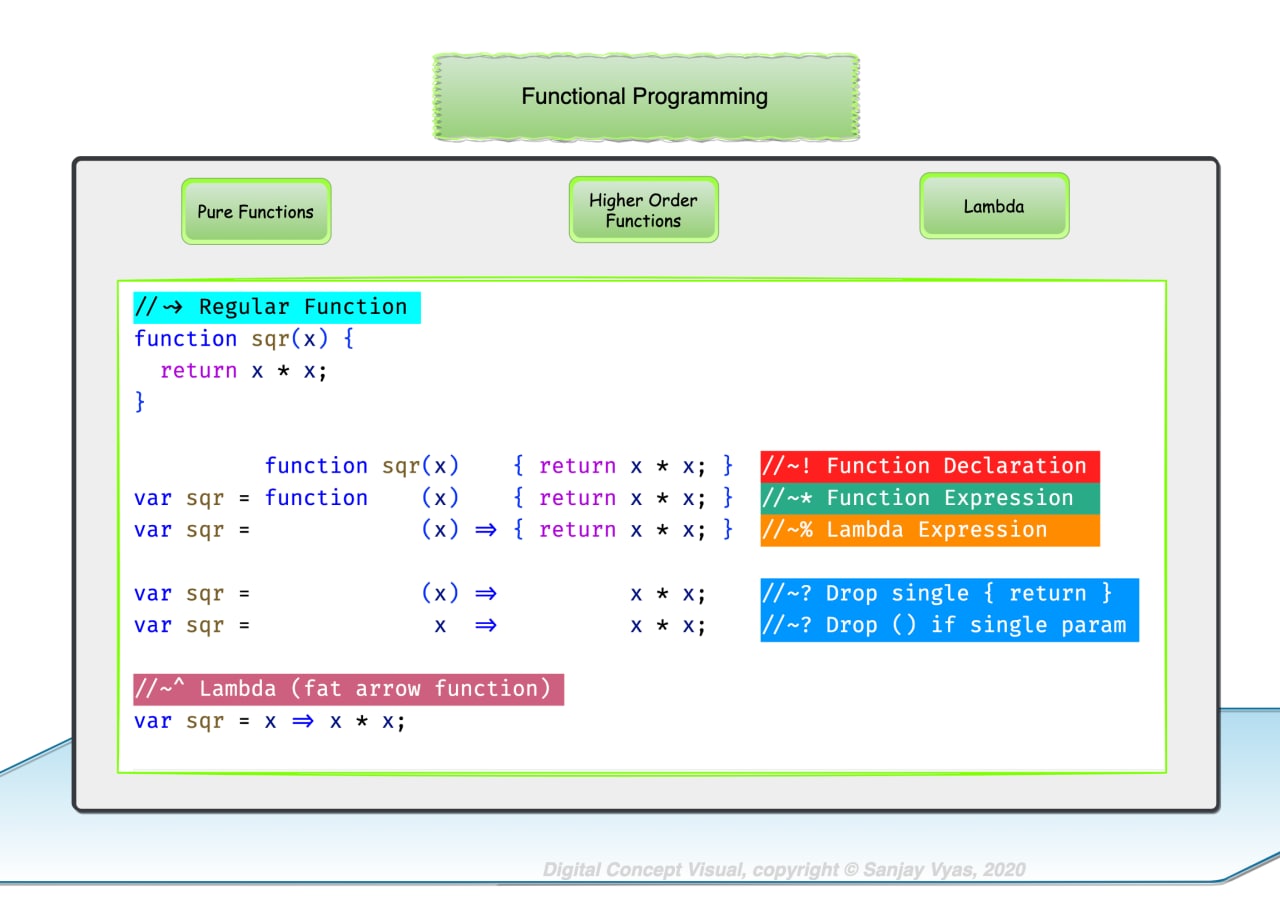 Functional Programming
Pure Functions
Higher Order
Functions
Lambda
//⇝ Regular Function
function sqr(x) {
  return x * x;
}
          function sqr(x)    { return x * x; }  //~! Function Declaration
var sqr = function    (x)    { return x * x; }  //~* Function Expression
var sqr =             (x) => { return x * x; }  //~% Lambda Expression
var sqr =             (x) =>          x * x;    //~? Drop single { return }
var sqr =              x  =>          x * x;    //~? Drop () if single param
//~^ Lambda (fat arrow function)
var sqr = x => x * x;
Digital Concept Visual, copyright © Sanjay Vyas, 2020